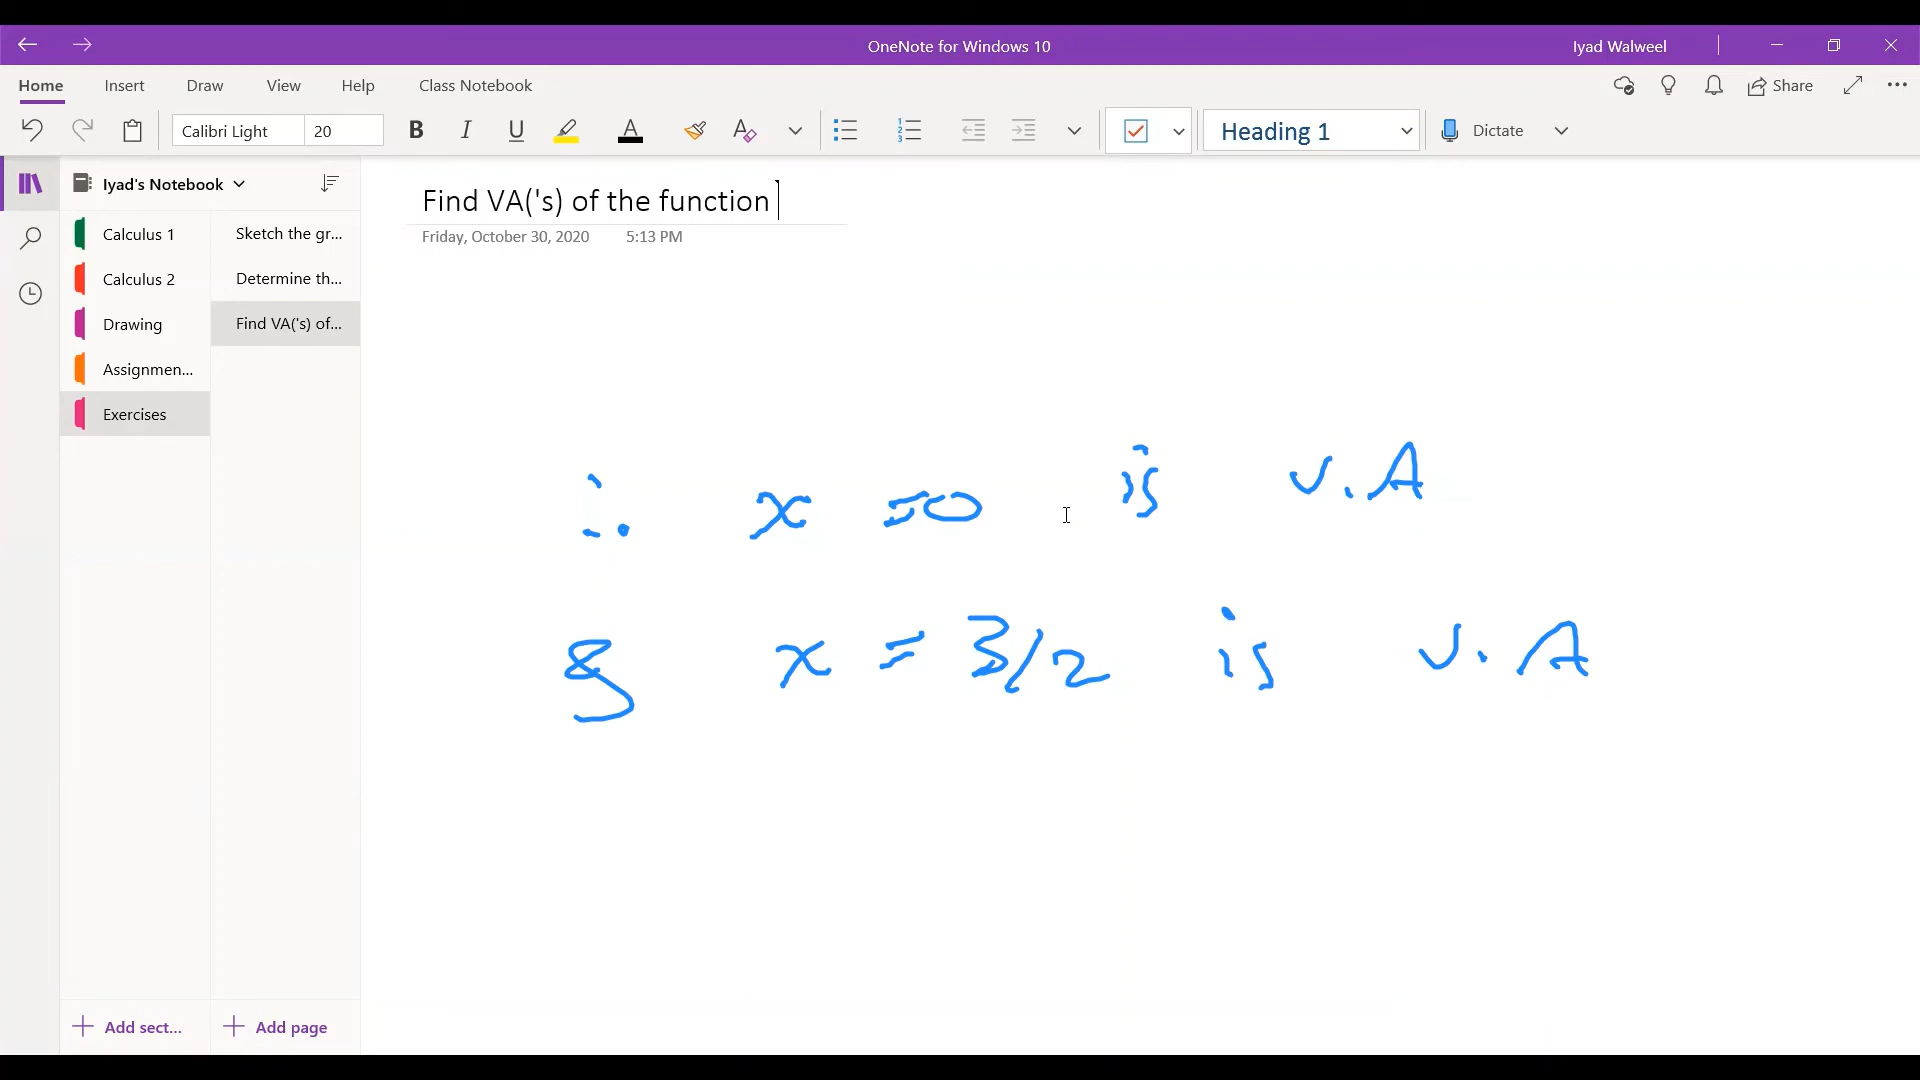 OneNote for Windows 10
Iyad Walweel
Home Insert Draw View Help Class Notebook Share
Calibri Light 20 B I U A Heading 1 Dictate
Iyad's Notebook
Calculus 1
Calculus 2
Drawing
Assignmen...
Exercises
Sketch the gr...
Determine th...
Find VA('s) of...
Find VA('s) of the function
Friday, October 30, 2020 5:13 PM
∴ x = 0 is V.A
& x = 3/2 is V.A
+ Add sect... + Add page